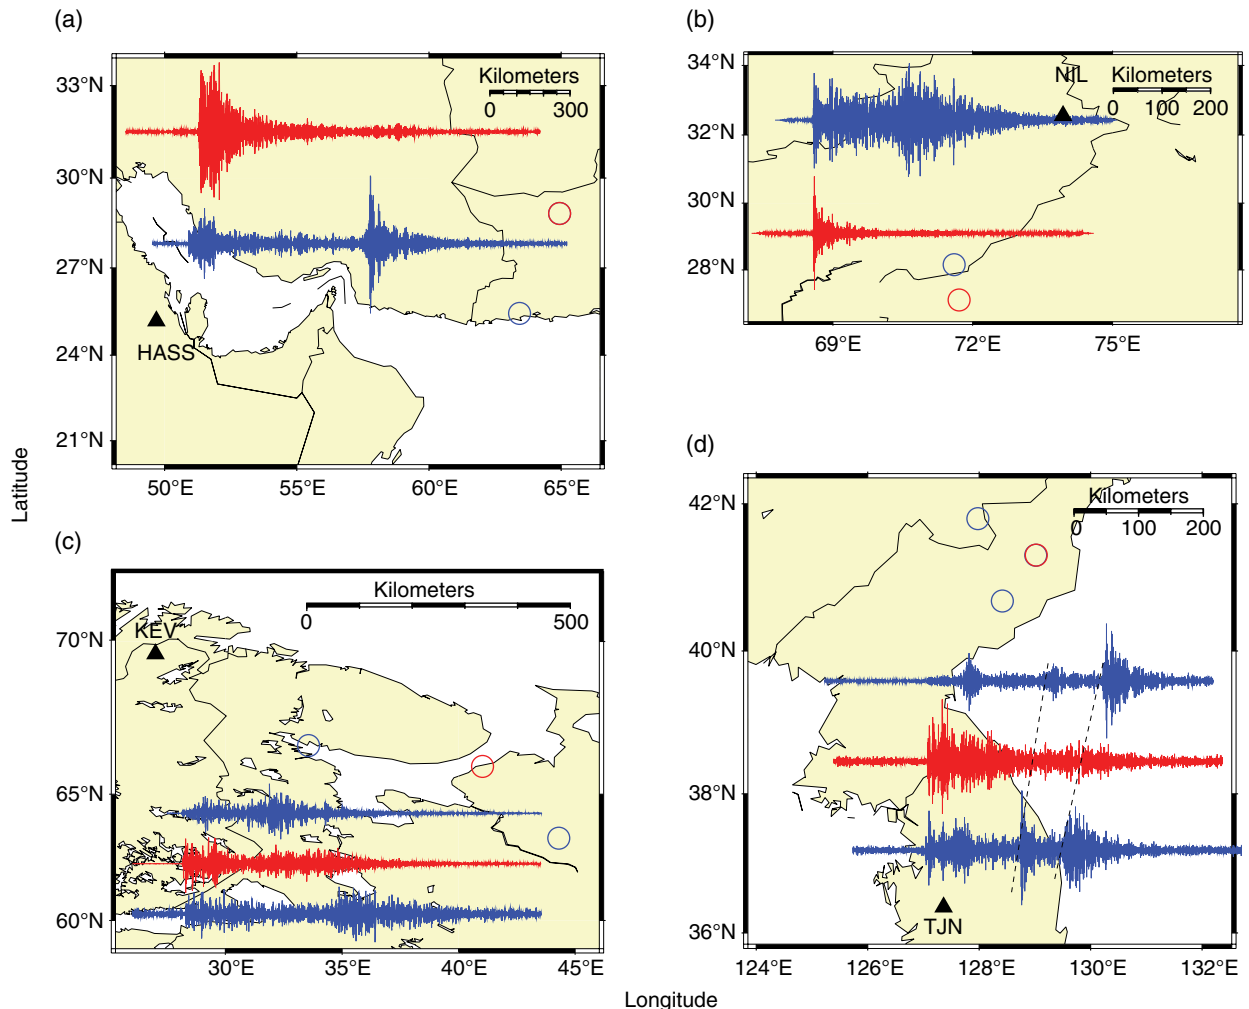 (a)
Kilometers
0 300
33°N
30°N
27°N
24°N
21°N
HASS
50°E 55°E 60°E 65°E
(b)
NIL
Kilometers
0 100 200
34°N
32°N
30°N
28°N
69°E 72°E 75°E
(c)
Kilometers
0 500
KEV
70°N
65°N
60°N
30°E 35°E 40°E 45°E
(d)
Kilometers
0 100 200
42°N
40°N
38°N
36°N
TJN
124°E 126°E 128°E 130°E 132°E
Latitude
Longitude